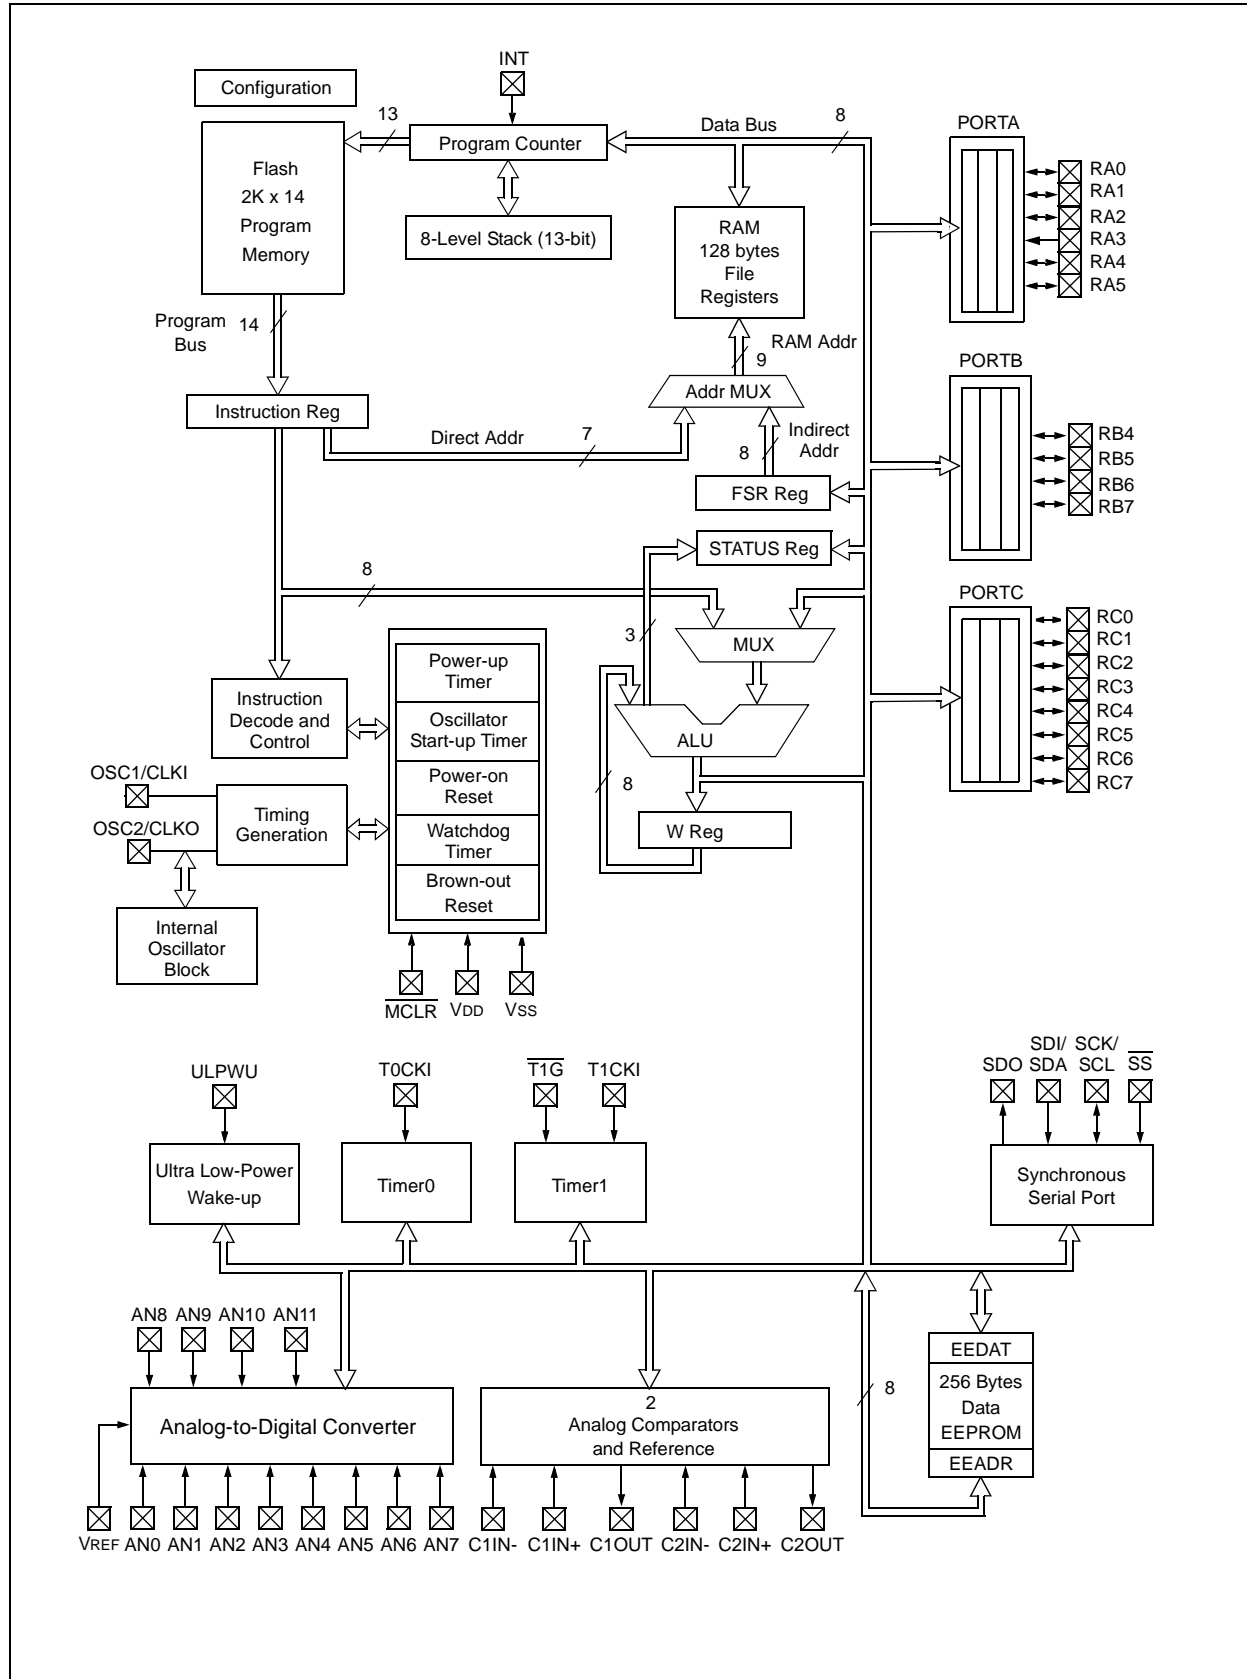 INT
Configuration
13
Data Bus
8
PORTA
Program Counter
Flash
2K x 14
Program
Memory
8-Level Stack (13-bit)
RAM
128 bytes
File
Registers
RA0
RA1
RA2
RA3
RA4
RA5
Program
Bus
14
RAM Addr
9
PORTB
Addr MUX
Instruction Reg
Direct Addr
7
Indirect
Addr
8
FSR Reg
RB4
RB5
RB6
RB7
STATUS Reg
8
PORTC
3
MUX
RC0
RC1
RC2
RC3
RC4
RC5
RC6
RC7
Power-up
Timer
Oscillator
Start-up Timer
Power-on
Reset
Watchdog
Timer
Brown-out
Reset
Instruction
Decode and
Control
ALU
8
W Reg
OSC1/CLKI
OSC2/CLKO
Timing
Generation
Internal
Oscillator
Block
MCLR
VDD
VSS
ULPWU
T0CKI
T1G
T1CKI
SDO
SDI/
SDA
SCK/
SCL
SS
Ultra Low-Power
Wake-up
Timer0
Timer1
Synchronous
Serial Port
AN8
AN9
AN10
AN11
EEDAT
256 Bytes
Data
EEPROM
EEADR
8
Analog-to-Digital Converter
2
Analog Comparators
and Reference
VREF
AN0
AN1
AN2
AN3
AN4
AN5
AN6
AN7
C1IN-
C1IN+
C1OUT
C2IN-
C2IN+
C2OUT